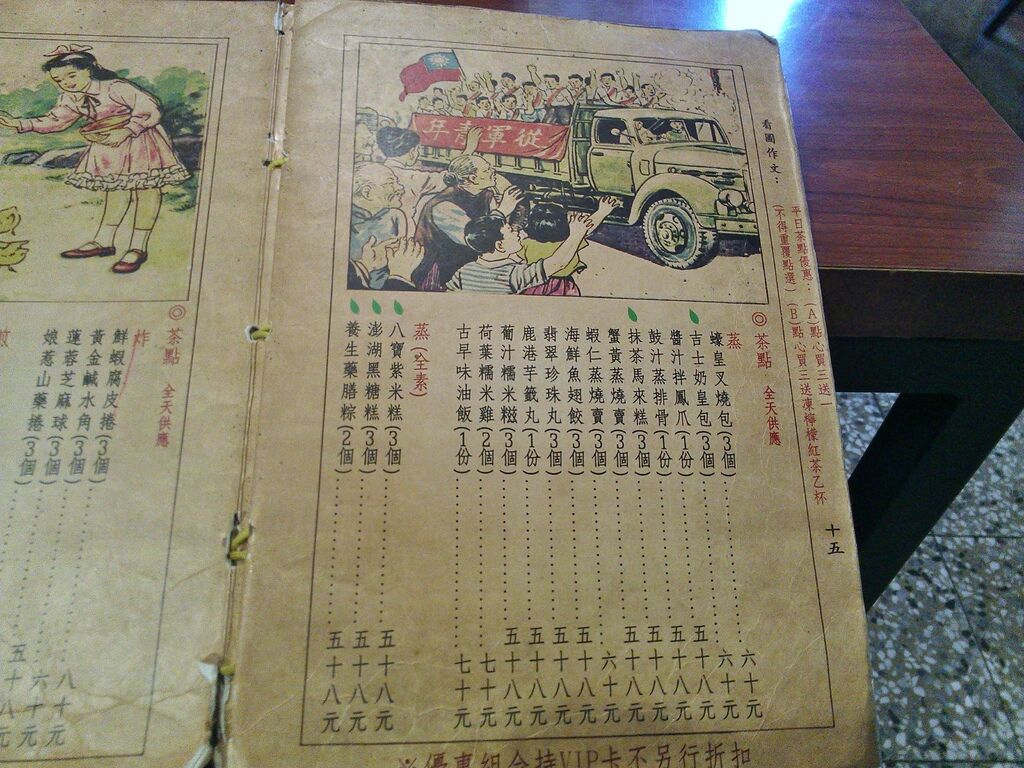 從軍青年
看圖作文：
平日茶點優惠：(A)點心買三送一
(不得重覆點選) (B)點心買三送凍檸檬紅茶乙杯
十五
◎茶點 全天供應
蒸
蠔皇叉燒包(3個)……六十元
吉士奶皇包(3個)……六十元
醬汁拌鳳爪(1份)……五十八元
豉汁蒸排骨(1份)……五十八元
抹茶馬來糕(3個)……五十八元
蟹黃蒸燒賣(3個)……五十八元
蝦仁蒸燒賣(3個)……六十元
海鮮魚翅餃(3個)……五十八元
翡翠珍珠丸(3個)……五十八元
鹿港芋籤丸(1份)……五十八元
葡汁糯米糍(3個)……五十八元
荷葉糯米雞(2個)……七十元
古早味油飯(1份)……七十元
蒸(全素)
八寶紫米糕(3個)……五十八元
澎湖黑糖糕(3個)……五十八元
養生藥膳粽(2個)……五十八元
※優惠組合持VIP卡不另行折扣
◎茶點 全天供應
炸
鮮蝦腐皮捲(3個)……八十元
黃金鹹水角(3個)……六十元
蓮蓉芝麻球(3個)……五十八元
娘惹山藥捲(3個)